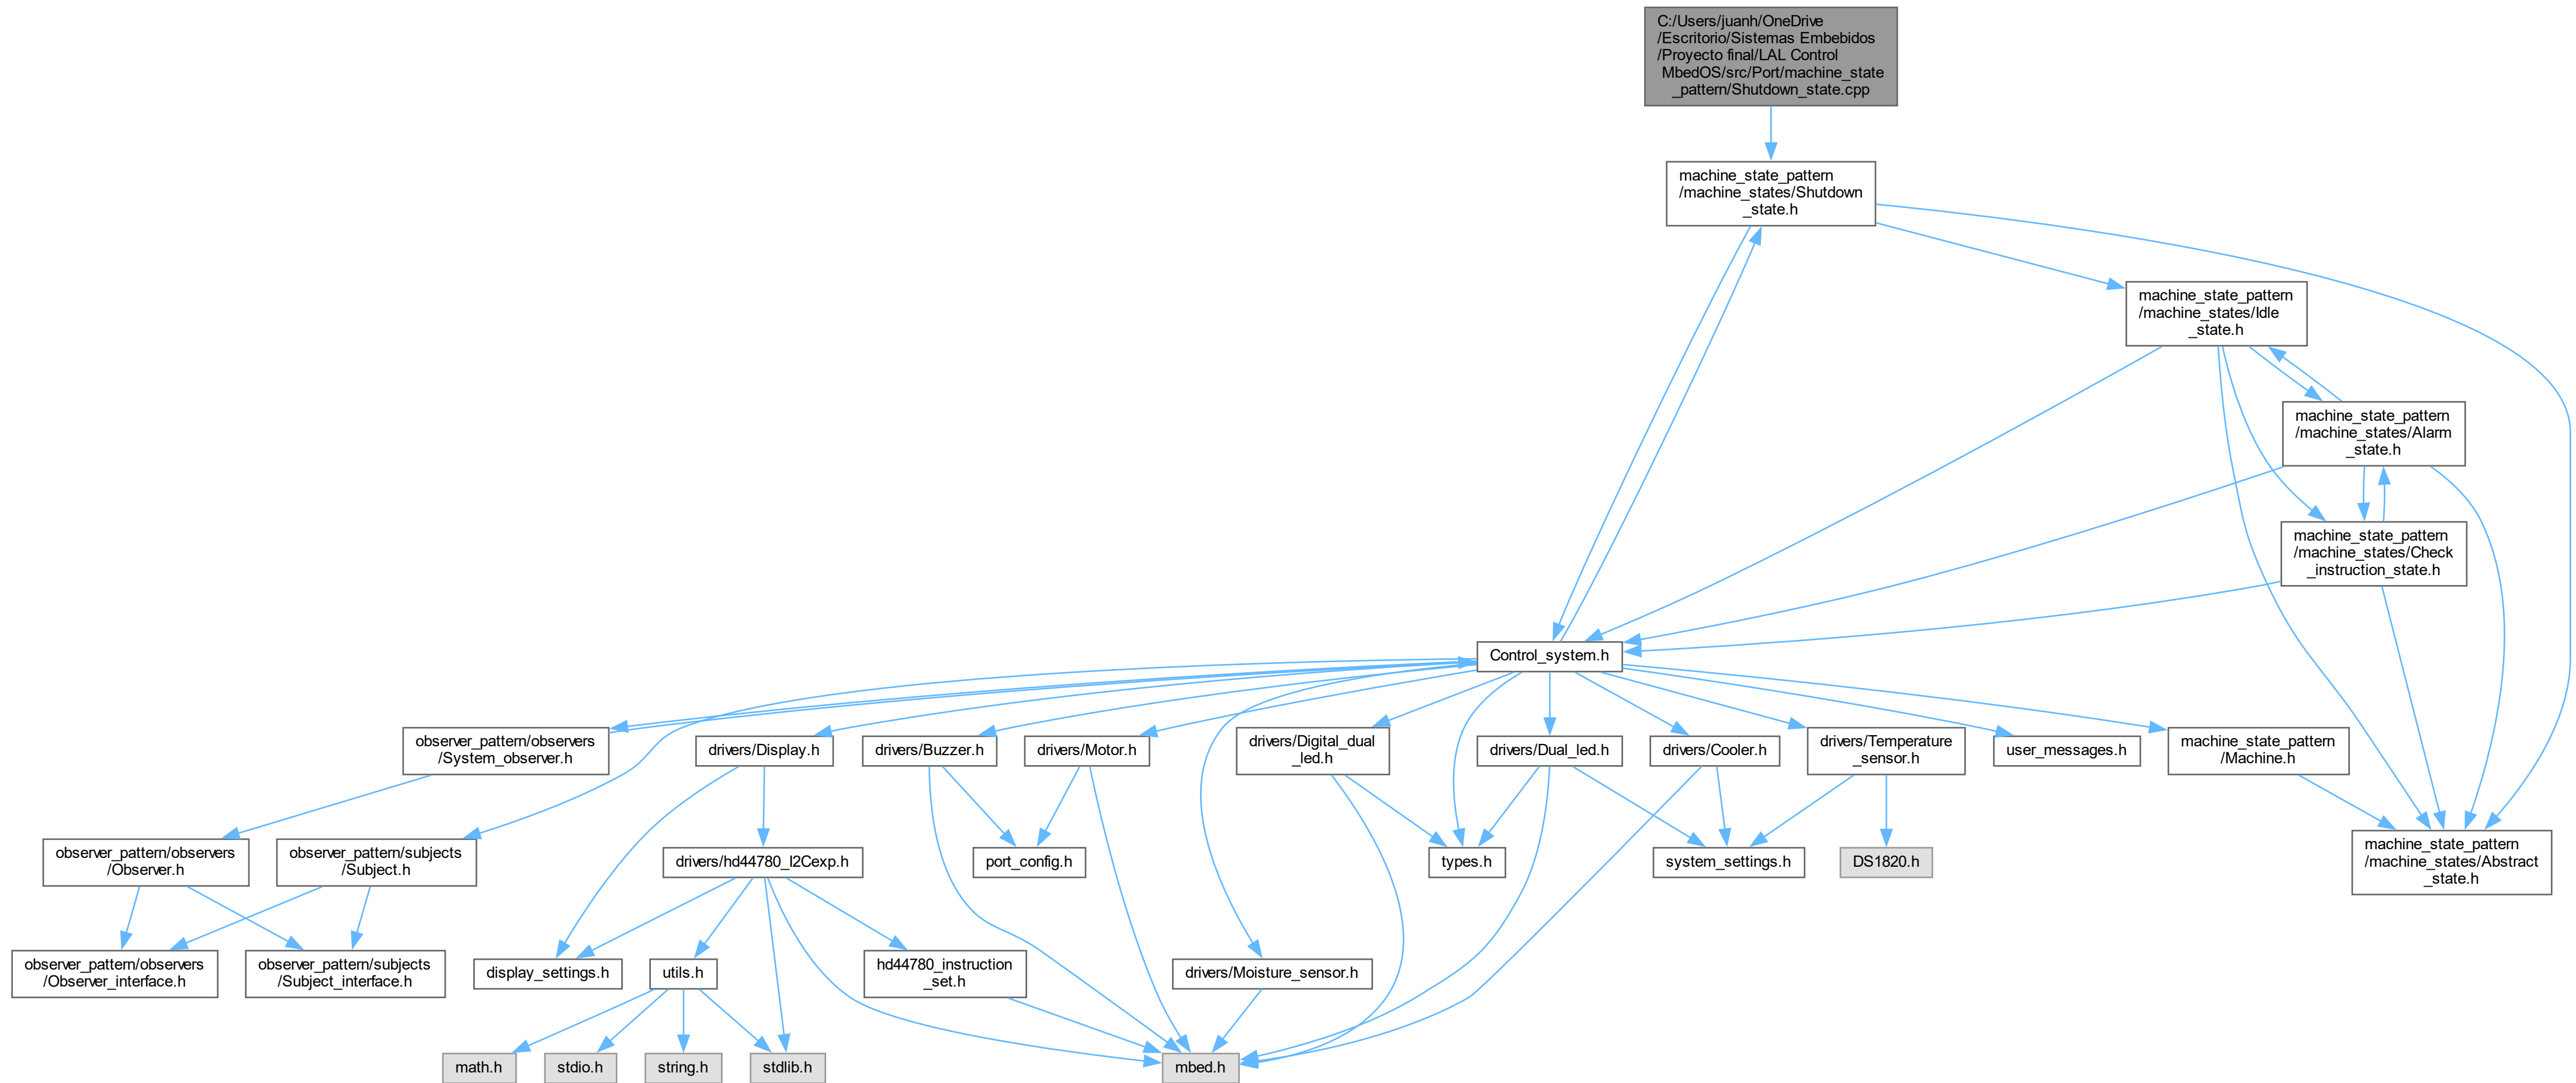 C:/Users/juanh/OneDrive
/Escritorio/Sistemas Embebidos
/Proyecto final/LAL Control
MbedOS/src/Port/machine_state
_pattern/Shutdown_state.cpp
machine_state_pattern
/machine_states/Shutdown
_state.h
machine_state_pattern
/machine_states/Idle
_state.h
machine_state_pattern
/machine_states/Alarm
_state.h
machine_state_pattern
/machine_states/Check
_instruction_state.h
Control_system.h
observer_pattern/observers
/System_observer.h
drivers/Display.h
drivers/Buzzer.h
drivers/Motor.h
drivers/Digital_dual
_led.h
drivers/Dual_led.h
drivers/Cooler.h
drivers/Temperature
_sensor.h
user_messages.h
machine_state_pattern
/Machine.h
observer_pattern/observers
/Observer.h
observer_pattern/subjects
/Subject.h
drivers/hd44780_I2Cexp.h
port_config.h
types.h
system_settings.h
DS1820.h
machine_state_pattern
/machine_states/Abstract
_state.h
observer_pattern/observers
/Observer_interface.h
observer_pattern/subjects
/Subject_interface.h
display_settings.h
utils.h
hd44780_instruction
_set.h
drivers/Moisture_sensor.h
math.h
stdio.h
string.h
stdlib.h
mbed.h